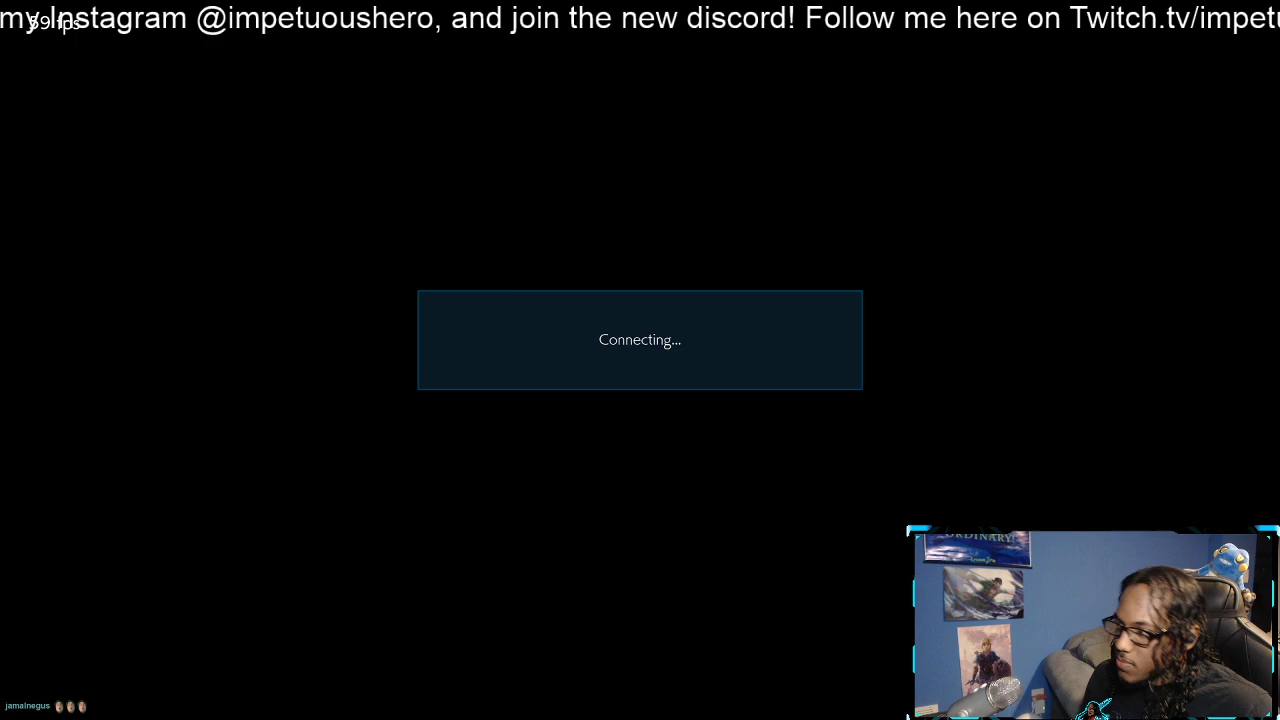 my Instagram @impetuoushero, and join the new discord! Follow me here on Twitch.tv/impetu
59 fps
Connecting...
ORDINARY!
jamalnegus